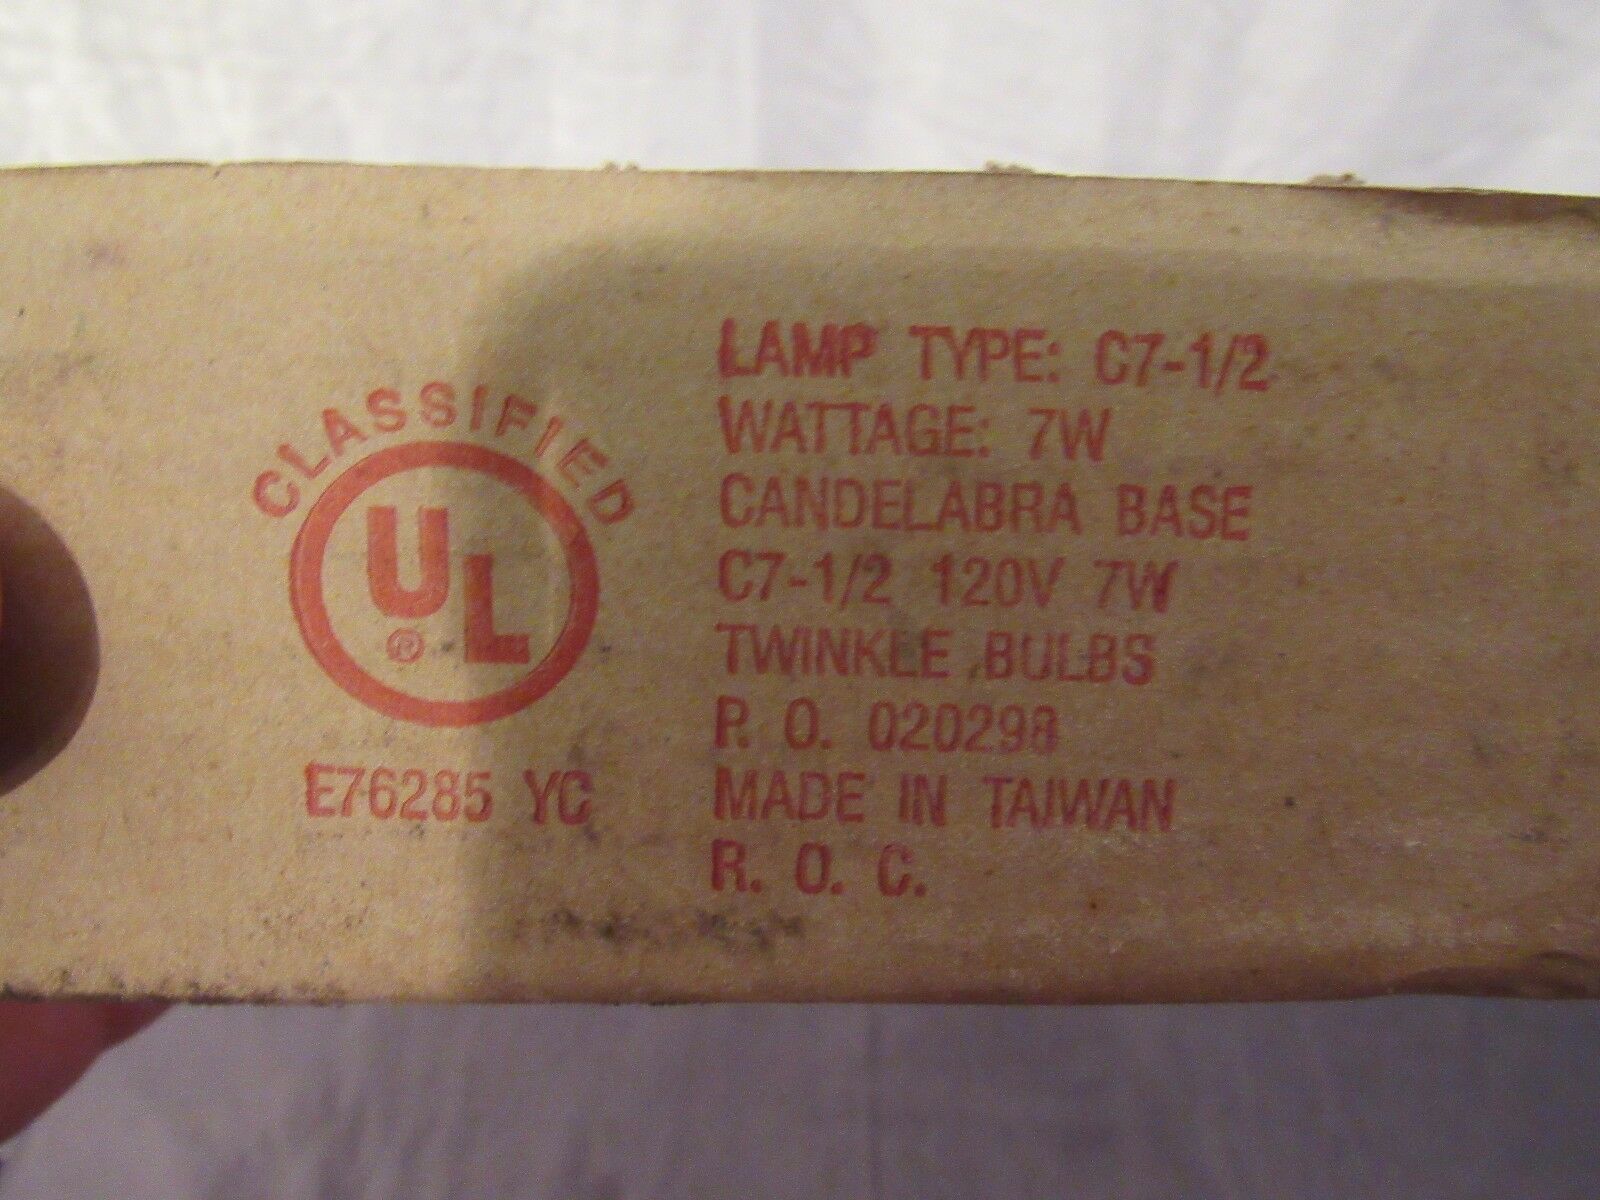 CLASSIFIED
UL
®
E76285 YC
LAMP TYPE: C7-1/2
WATTAGE: 7W
CANDELABRA BASE
C7-1/2 120V 7W
TWINKLE BULBS
P. O. 020298
MADE IN TAIWAN
R. O. C.